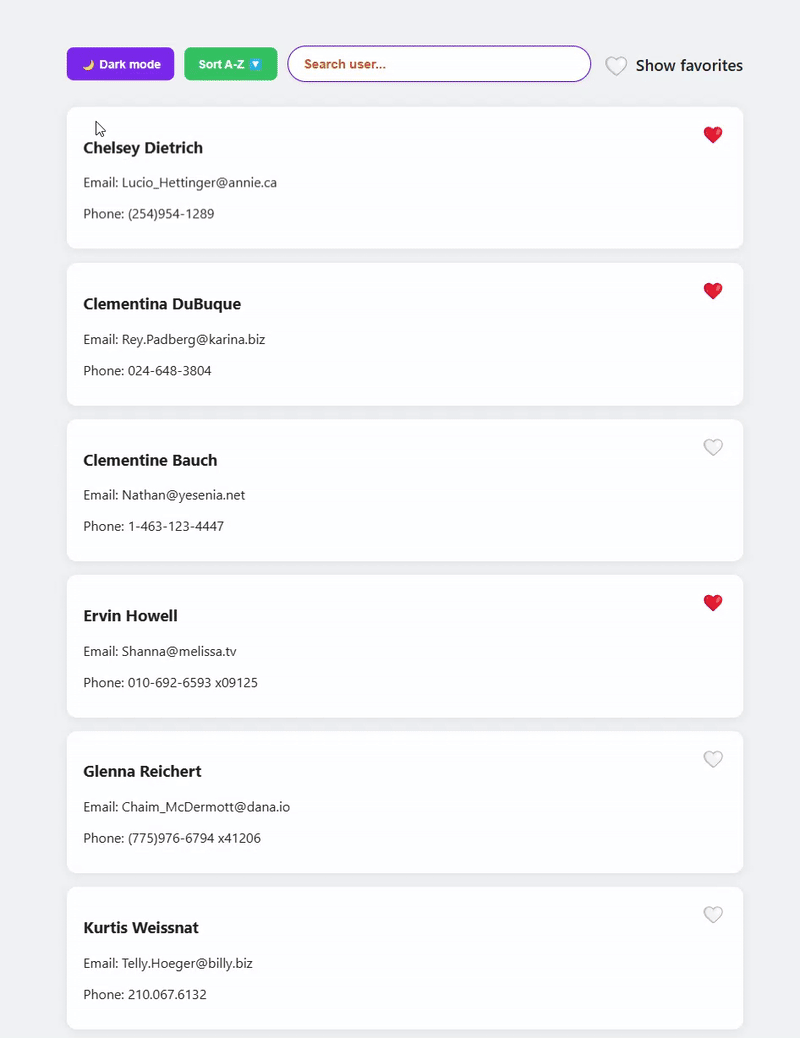 🌙 Dark mode
Sort A-Z 🔽
Search user...
Show favorites
Chelsey Dietrich
Email: Lucio_Hettinger@annie.ca
Phone: (254)954-1289
Clementina DuBuque
Email: Rey.Padberg@karina.biz
Phone: 024-648-3804
Clementine Bauch
Email: Nathan@yesenia.net
Phone: 1-463-123-4447
Ervin Howell
Email: Shanna@melissa.tv
Phone: 010-692-6593 x09125
Glenna Reichert
Email: Chaim_McDermott@dana.io
Phone: (775)976-6794 x41206
Kurtis Weissnat
Email: Telly.Hoeger@billy.biz
Phone: 210.067.6132